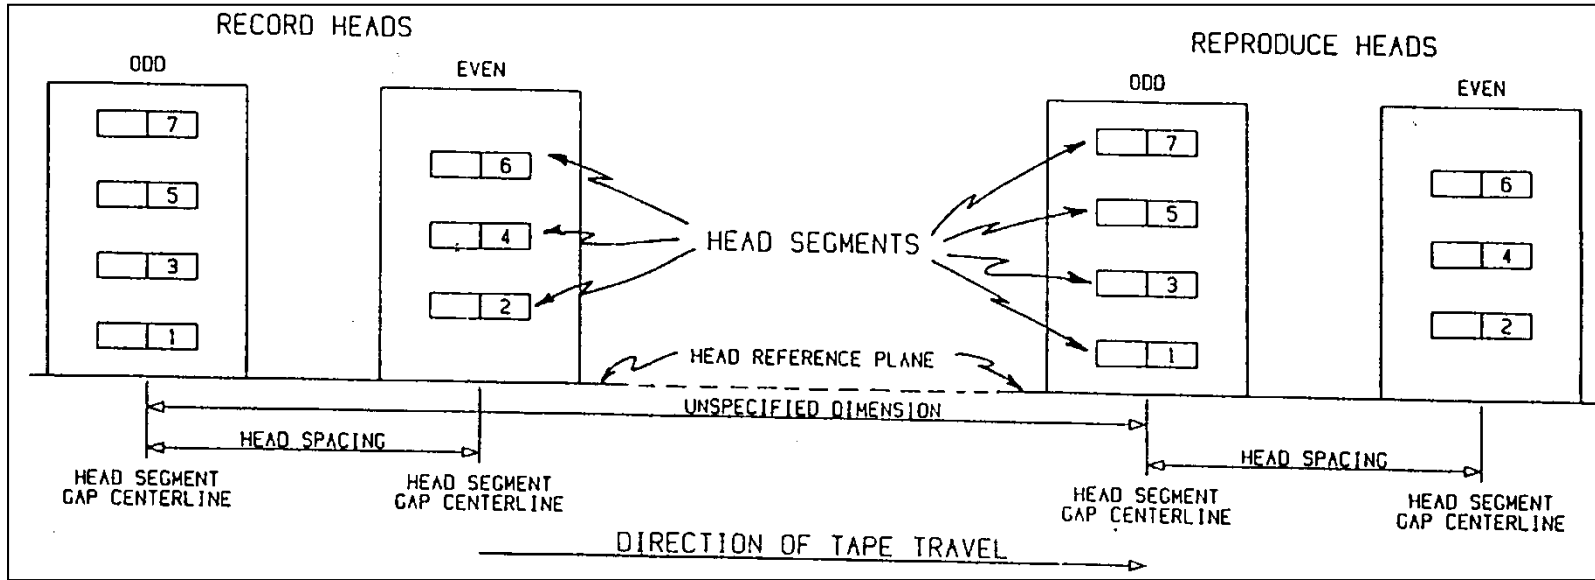 RECORD HEADS
REPRODUCE HEADS
ODD
EVEN
ODD
EVEN
7
5
3
1
6
4
2
HEAD SEGMENTS
7
5
3
1
6
4
2
HEAD REFERENCE PLANE
UNSPECIFIED DIMENSION
HEAD SPACING
HEAD SPACING
HEAD SEGMENT
GAP CENTERLINE
HEAD SEGMENT
GAP CENTERLINE
HEAD SEGMENT
GAP CENTERLINE
HEAD SEGMENT
GAP CENTERLINE
DIRECTION OF TAPE TRAVEL